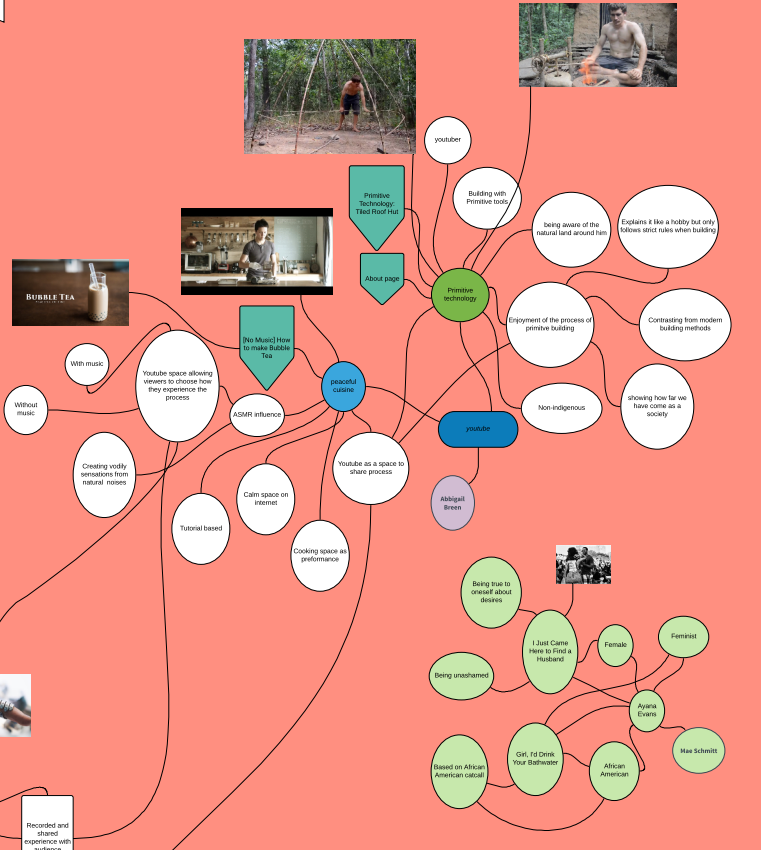 youtuber
Building with
Primitive tools
Primitive
Technology:
Tiled Roof Hut
being aware of the
natural land around him
Explains it like a hobby but only
follows strict rules when building
About page
Primitive
technology
BUBBLE TEA
Enjoyment of the process of
primitve building
Contrasting from modern
building methods
[No Music] How
to make Bubble
Tea
With music
Youtube space allowing
viewers to choose how
they experience the
process
peaceful
cuisine
Without
music
ASMR influence
Non-indigenous
showing how far we
have come as a
society
youtube
Creating vodily
sensations from
natural noises
Youtube as a space to
share process
Calm space on
internet
Abbigail
Breen
Tutorial based
Cooking space as
preformance
Being true to
oneself about
desires
I Just Came
Here to Find a
Husband
Female
Feminist
Being unashamed
Ayana
Evans
Mae Schmitt
Girl, I'd Drink
Your Bathwater
Based on African
American catcall
African
American
Recorded and
shared
experience with
audience